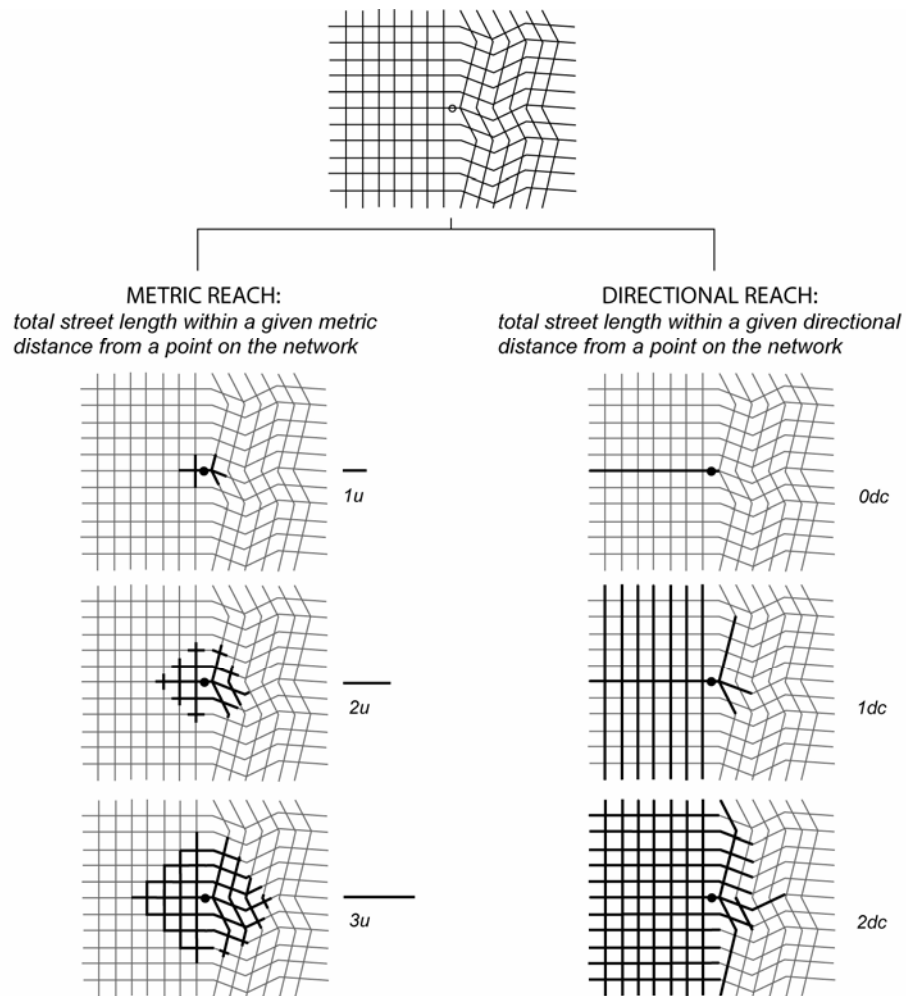 METRIC REACH:
total street length within a given metric
distance from a point on the network
DIRECTIONAL REACH:
total street length within a given directional
distance from a point on the network
1u
0dc
2u
1dc
3u
2dc